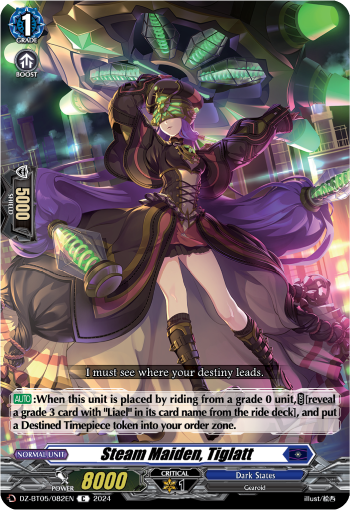 1
GRADE
BOOST
5000
SHIELD
I must see where your destiny leads.
AUTO :When this unit is placed by riding from a grade 0 unit, [reveal
a grade 3 card with "Liael" in its card name from the ride deck], and put
a Destined Timepiece token into your order zone.
NORMAL UNIT
Steam Maiden, Tiglatt
POWER
8000
CRITICAL
1
Dark States
Gearoid
DZ-BT05/082EN C 2024
illust/松西